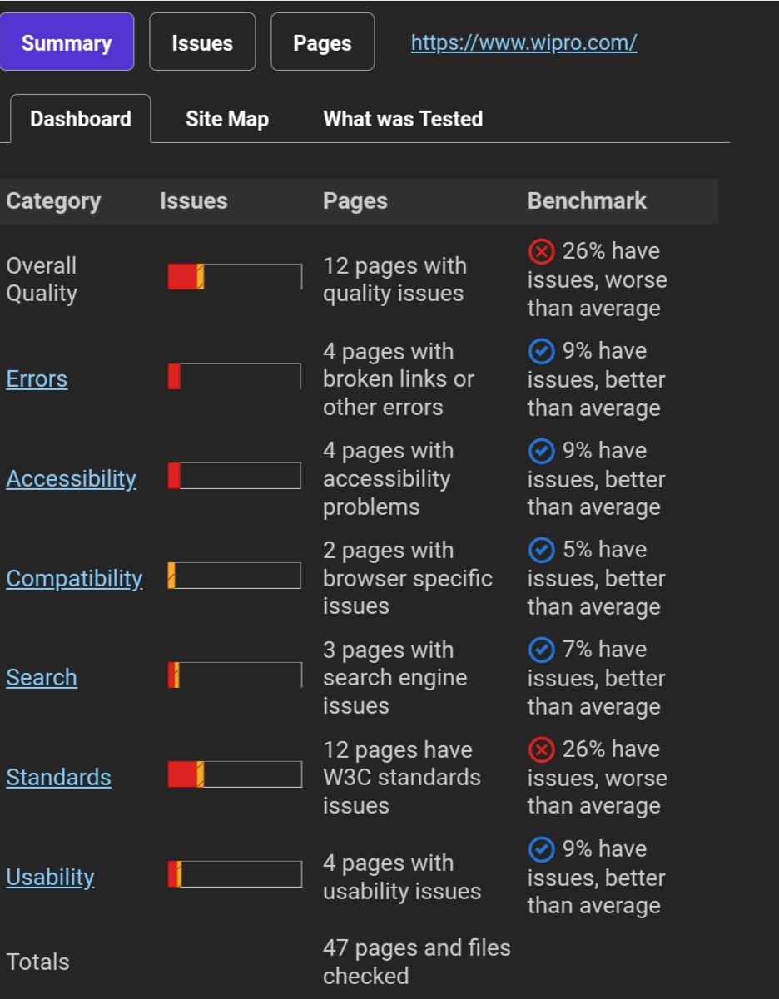 Summary Issues Pages https://www.wipro.com/
Dashboard Site Map What was Tested
Category Issues Pages Benchmark
Overall
Quality
12 pages with
quality issues
26% have
issues, worse
than average
Errors
4 pages with
broken links or
other errors
9% have
issues, better
than average
Accessibility
4 pages with
accessibility
problems
9% have
issues, better
than average
Compatibility
2 pages with
browser specific
issues
5% have
issues, better
than average
Search
3 pages with
search engine
issues
7% have
issues, better
than average
Standards
12 pages have
W3C standards
issues
26% have
issues, worse
than average
Usability
4 pages with
usability issues
9% have
issues, better
than average
Totals
47 pages and files
checked